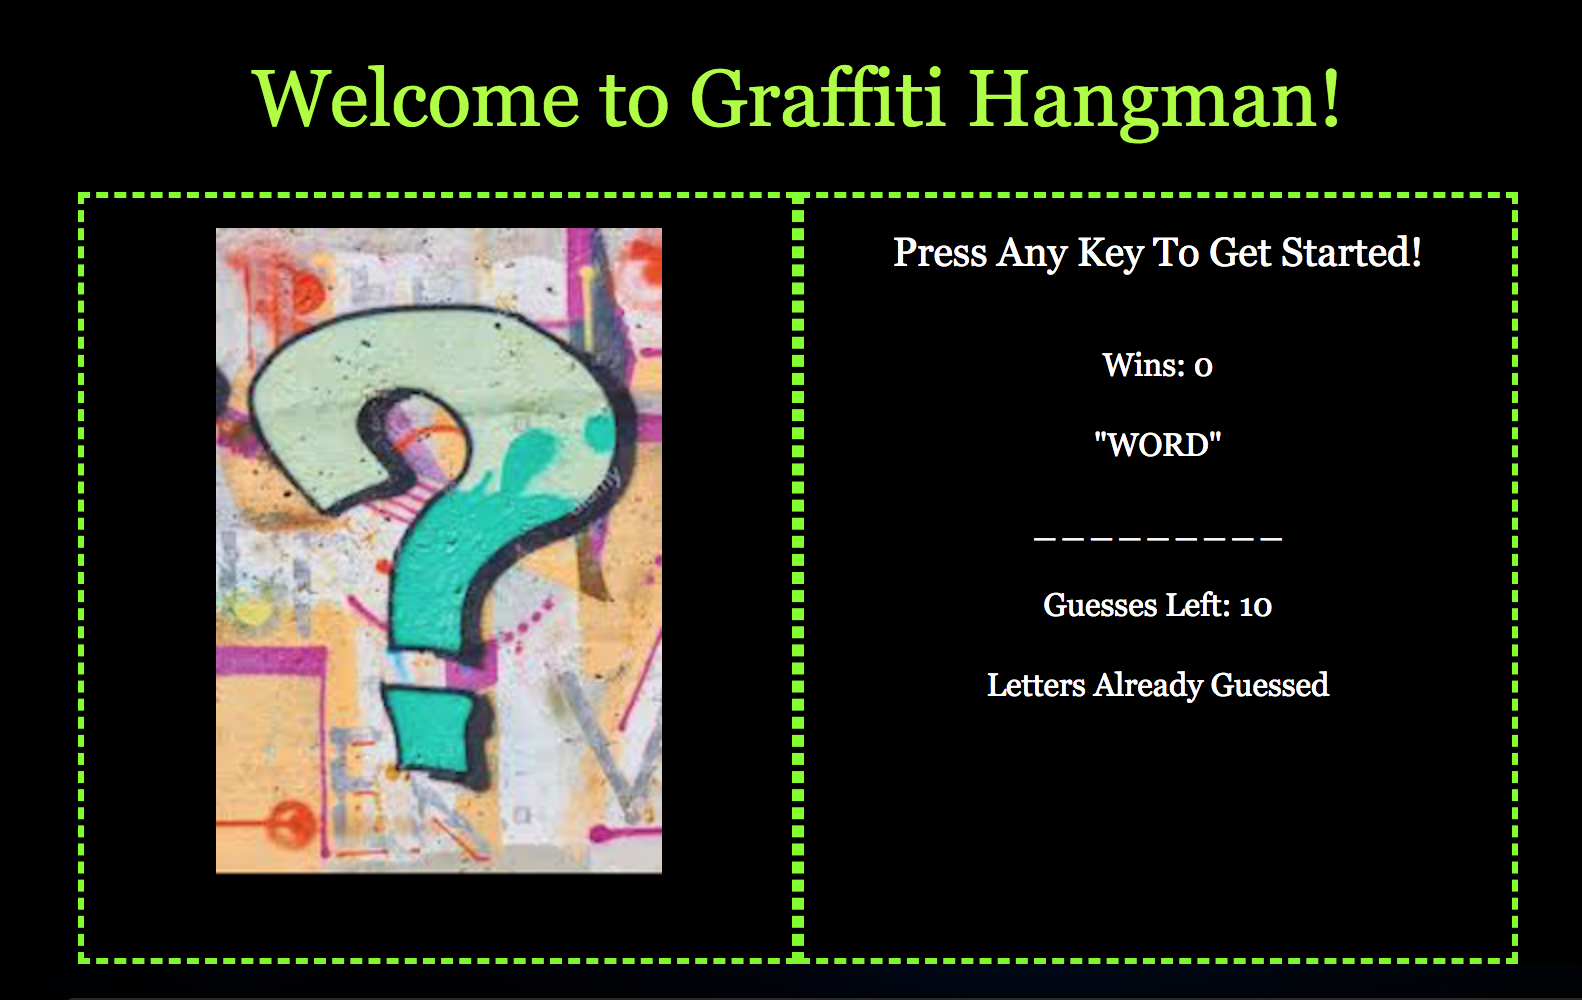 Welcome to Graffiti Hangman!
Press Any Key To Get Started!
Wins: 0
"WORD"
_ _ _ _ _ _ _ _ _
Guesses Left: 10
Letters Already Guessed